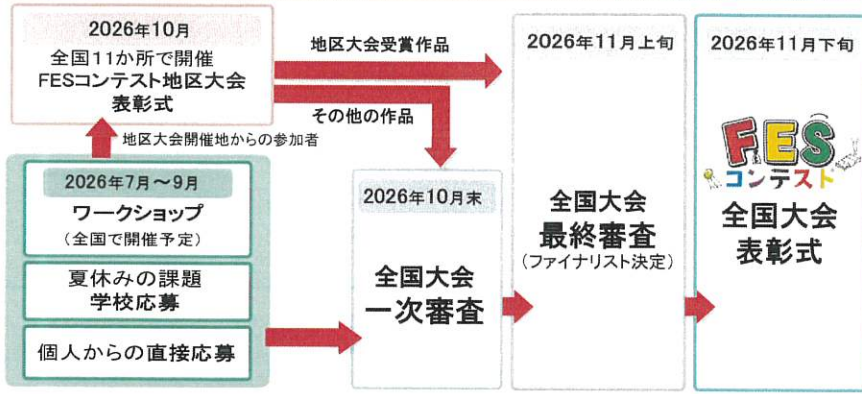 2026年10月
全国11か所で開催
FESコンテスト地区大会
表彰式
地区大会受賞作品
その他の作品
地区大会開催地からの参加者
2026年7月～9月
ワークショップ
（全国で開催予定）
夏休みの課題
学校応募
個人からの直接応募
2026年10月末
全国大会
一次審査
2026年11月上旬
全国大会
最終審査
（ファイナリスト決定）
2026年11月下旬
FES
コンテスト
全国大会
表彰式